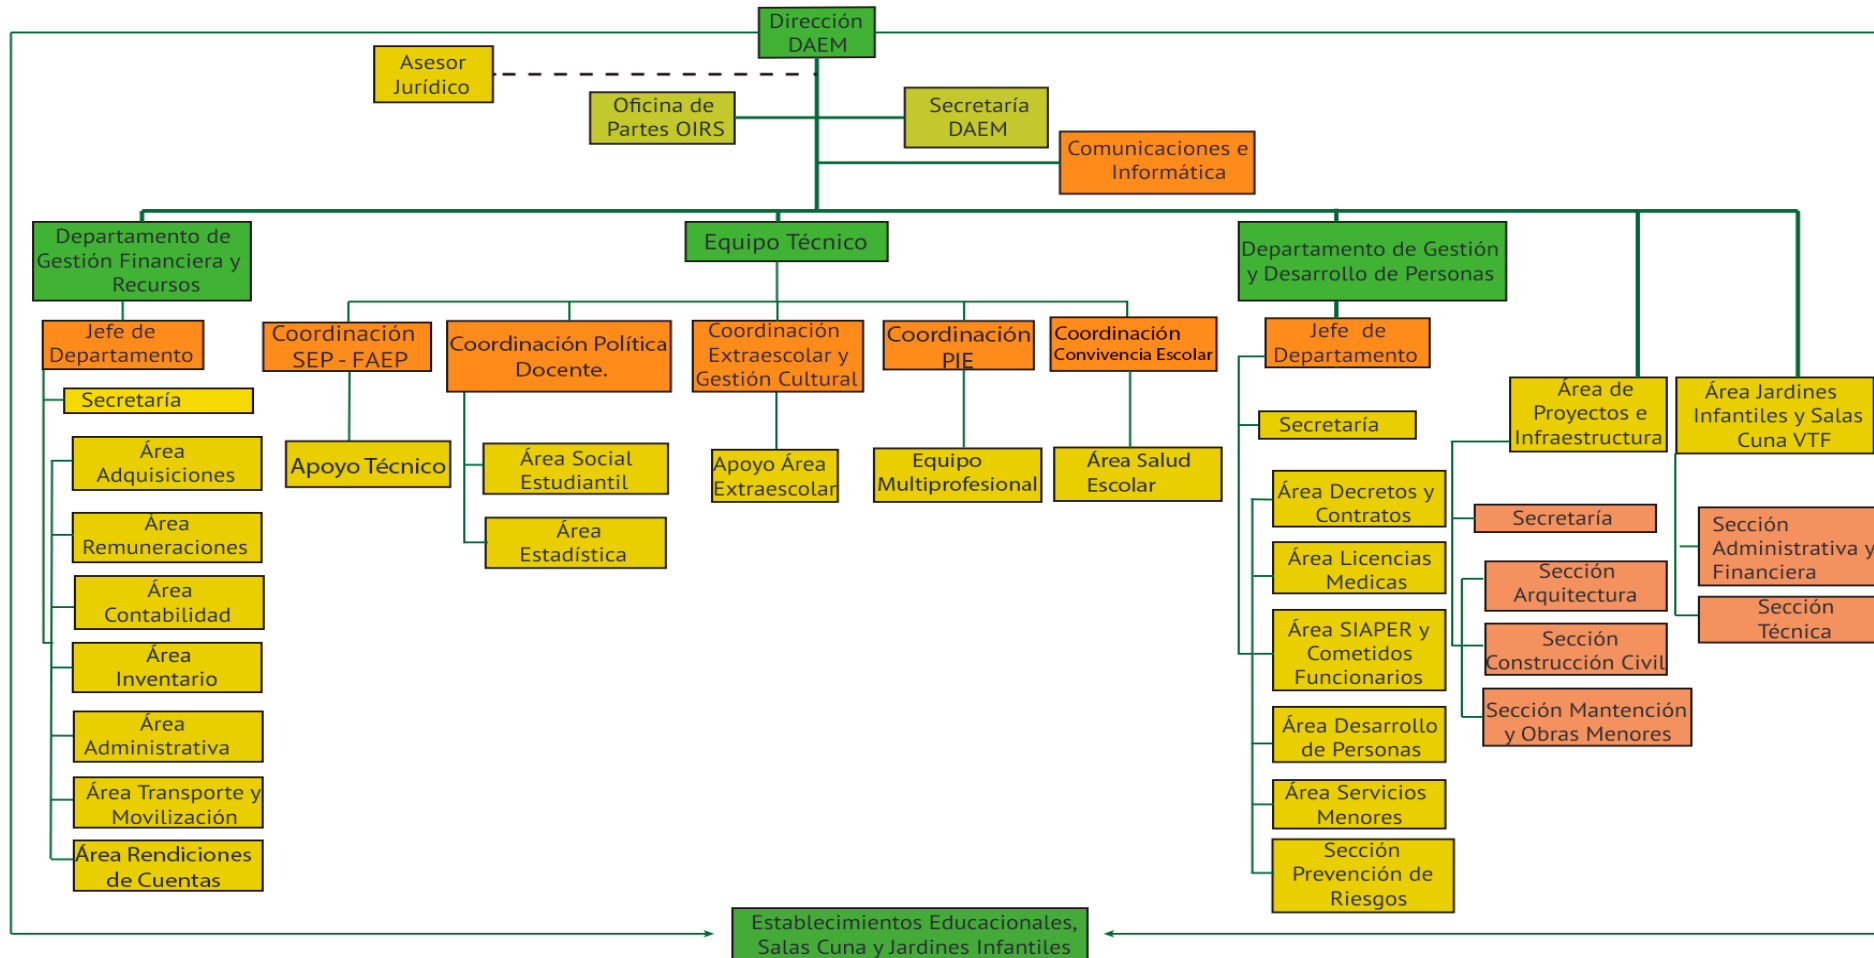 Dirección
DAEM
Asesor
Jurídico
Oficina de
Partes OIRS
Secretaría
DAEM
Comunicaciones e
Informática
Departamento de
Gestión Financiera y
Recursos
Equipo Técnico
Departamento de Gestión
y Desarrollo de Personas
Jefe de
Departamento
Secretaría
Área
Adquisiciones
Área
Remuneraciones
Área
Contabilidad
Área
Inventario
Área
Administrativa
Área Transporte y
Movilización
Área Rendiciones
de Cuentas
Coordinación
SEP - FAEP
Apoyo Técnico
Coordinación Política
Docente.
Área Social
Estudiantil
Área
Estadística
Coordinación
Extraescolar y
Gestión Cultural
Apoyo Área
Extraescolar
Coordinación
PIE
Equipo
Multiprofesional
Coordinación
Convivencia Escolar
Área Salud
Escolar
Jefe de
Departamento
Secretaría
Área Decretos y
Contratos
Área Licencias
Medicas
Área SIAPER y
Cometidos
Funcionarios
Área Desarrollo
de Personas
Área Servicios
Menores
Sección
Prevención de
Riesgos
Área de
Proyectos e
Infraestructura
Secretaría
Sección
Arquitectura
Sección
Construcción Civil
Sección Mantención
y Obras Menores
Área Jardines
Infantiles y Salas
Cuna VTF
Sección
Administrativa y
Financiera
Sección
Técnica
Establecimientos Educacionales,
Salas Cuna y Jardines Infantiles